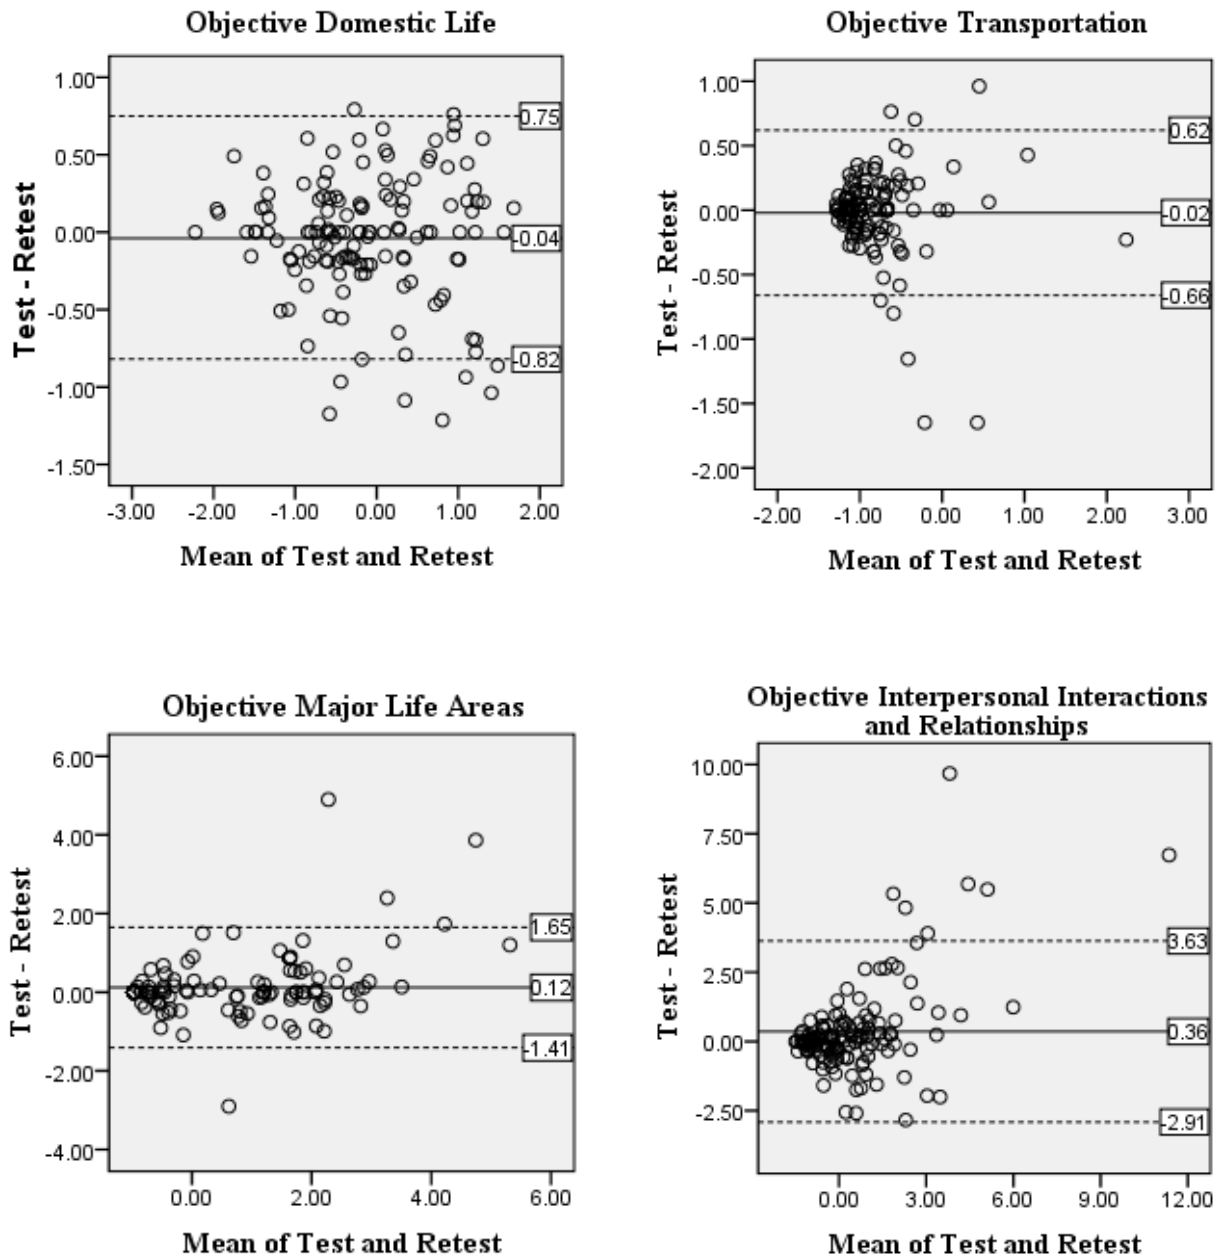 Objective Domestic Life
1.00
0.50
0.00
-0.50
-1.00
-1.50
Test - Retest
0.75
-0.04
-0.82
-3.00 -2.00 -1.00 0.00 1.00 2.00
Mean of Test and Retest
Objective Transportation
1.00
0.50
0.00
-0.50
-1.00
-1.50
-2.00
Test - Retest
0.62
-0.02
-0.66
-2.00 -1.00 0.00 1.00 2.00 3.00
Mean of Test and Retest
Objective Major Life Areas
6.00
4.00
2.00
0.00
-2.00
-4.00
Test - Retest
1.65
0.12
-1.41
0.00 2.00 4.00 6.00
Mean of Test and Retest
Objective Interpersonal Interactions
and Relationships
10.00
7.50
5.00
2.50
0.00
-2.50
Test - Retest
3.63
0.36
-2.91
0.00 3.00 6.00 9.00 12.00
Mean of Test and Retest